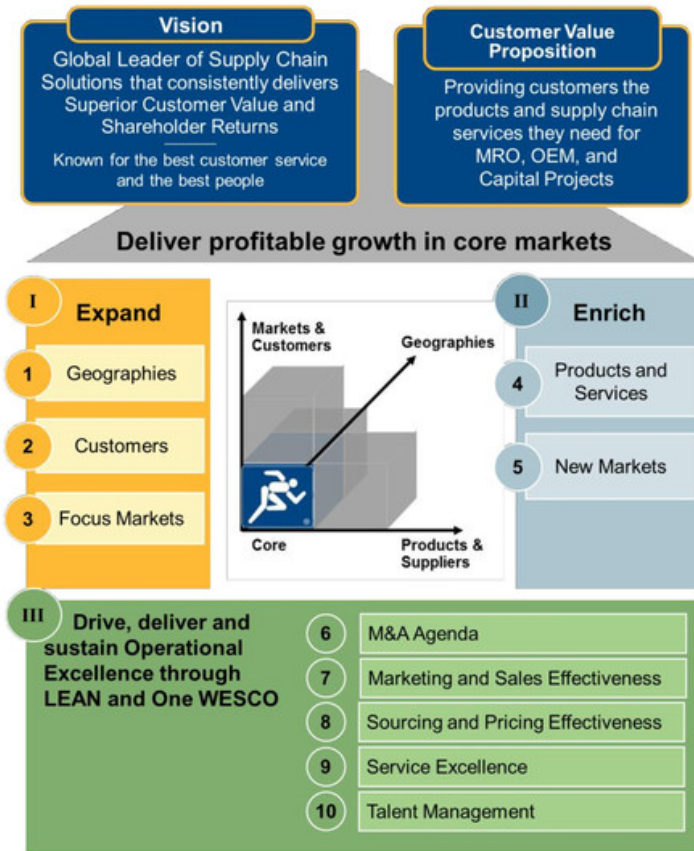 Vision
Global Leader of Supply Chain
Solutions that consistently delivers
Superior Customer Value and
Shareholder Returns
Known for the best customer service
and the best people
Customer Value
Proposition
Providing customers the
products and supply chain
services they need for
MRO, OEM, and
Capital Projects
Deliver profitable growth in core markets
I
Expand
1
Geographies
2
Customers
3
Focus Markets
Markets &
Customers
Geographies
®
Core
Products &
Suppliers
II
Enrich
4
Products and
Services
5
New Markets
III
Drive, deliver and
sustain Operational
Excellence through
LEAN and One WESCO
6
M&A Agenda
7
Marketing and Sales Effectiveness
8
Sourcing and Pricing Effectiveness
9
Service Excellence
10
Talent Management